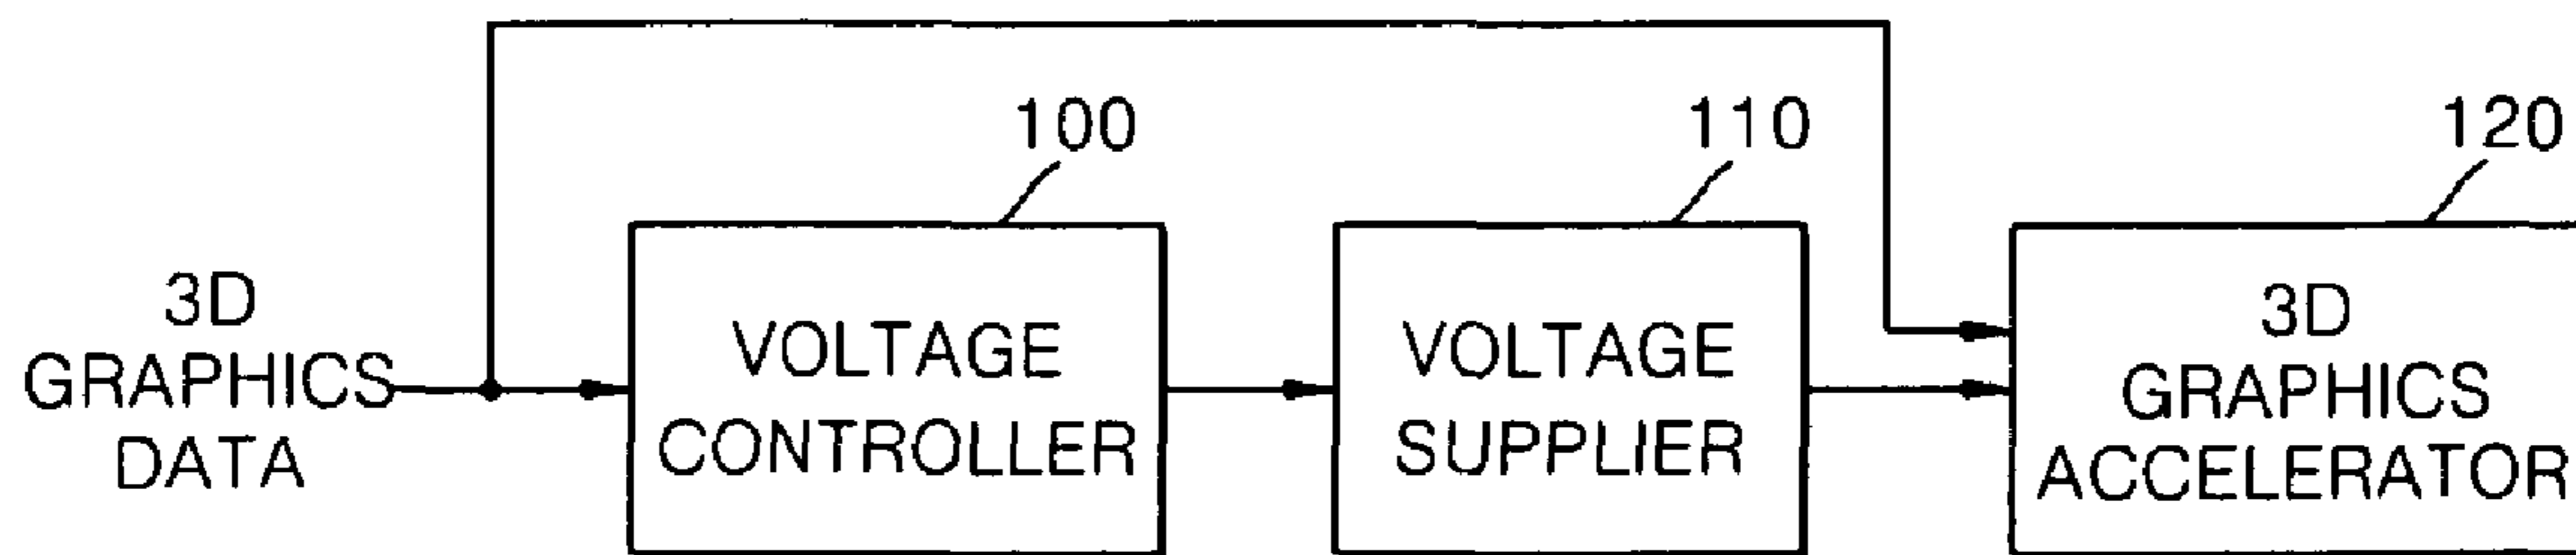 100
110
120
3D
GRAPHICS
DATA
VOLTAGE
CONTROLLER
VOLTAGE
SUPPLIER
3D
GRAPHICS
ACCELERATOR